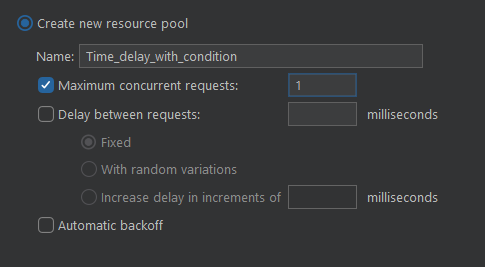 Create new resource pool
Name: Time_delay_with_condition
Maximum concurrent requests: 1
Delay between requests: milliseconds
Fixed
With random variations
Increase delay in increments of milliseconds
Automatic backoff